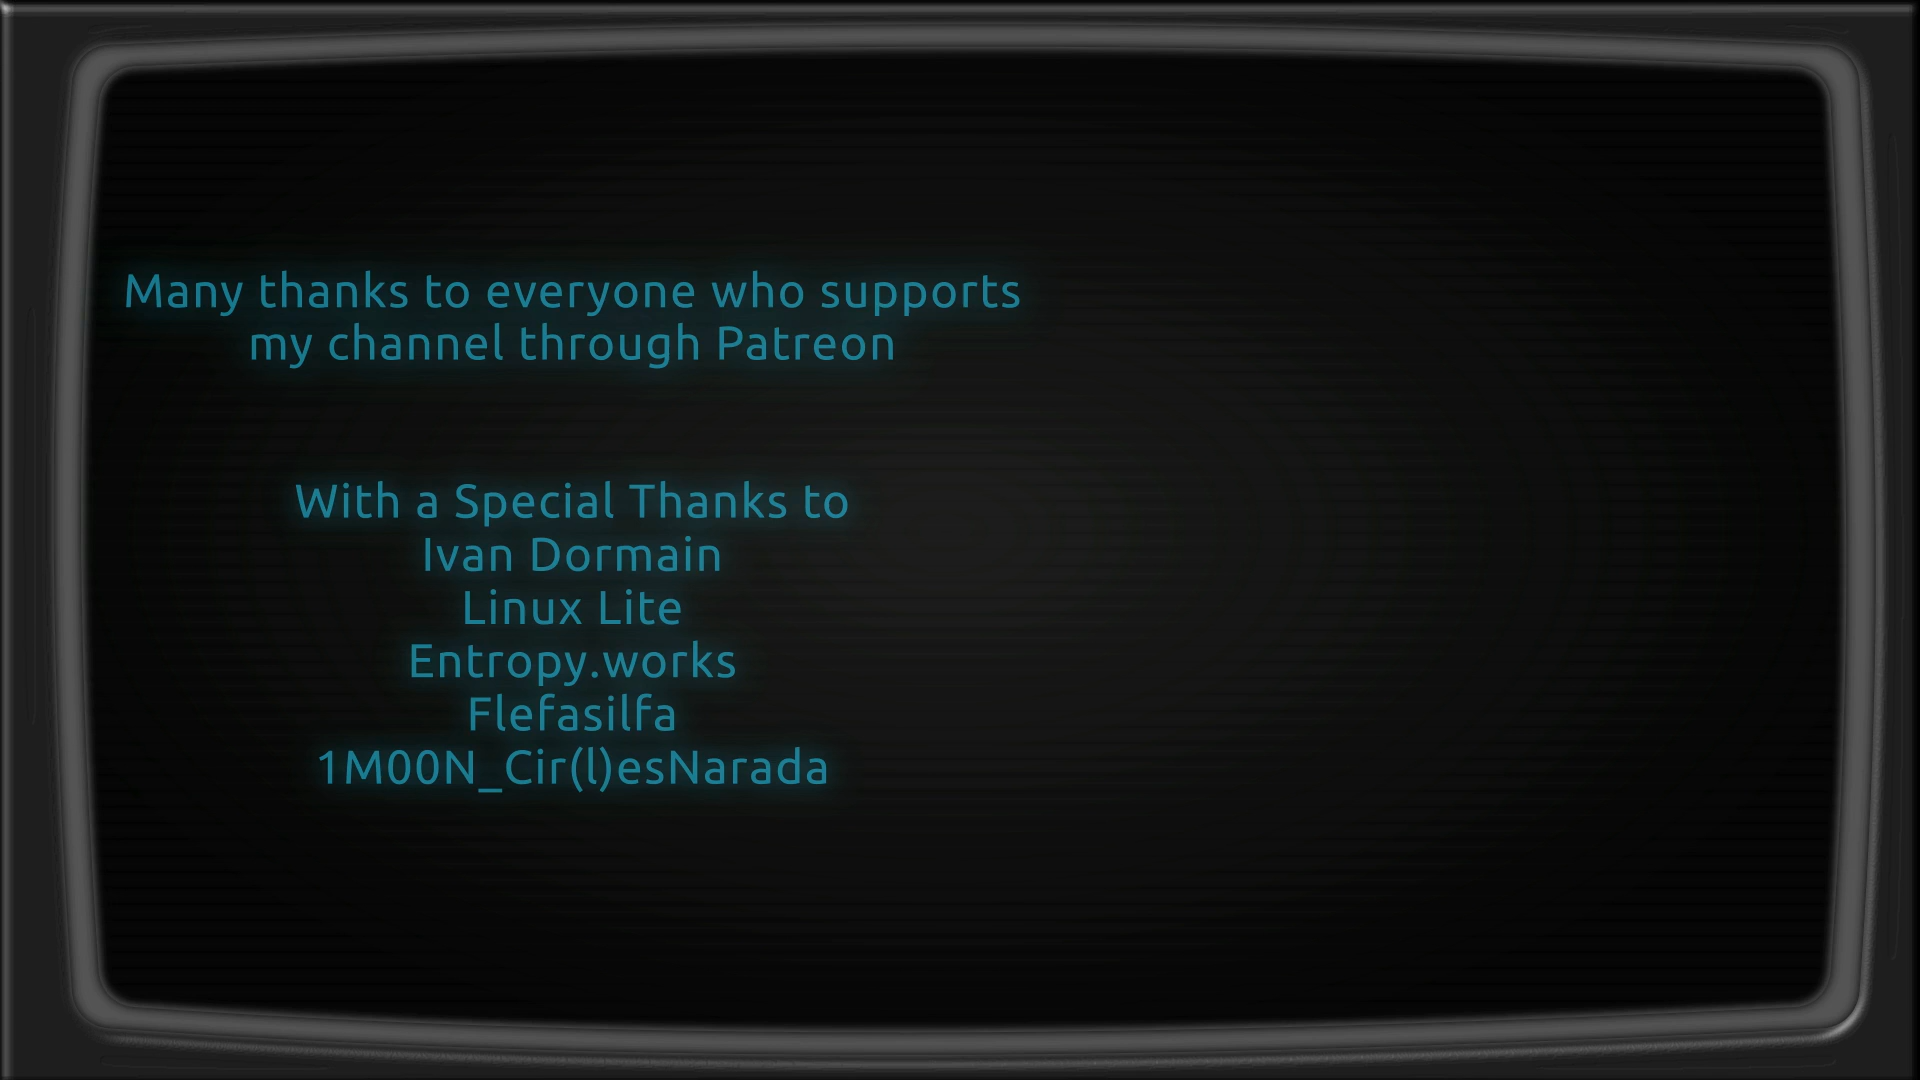 Many thanks to everyone who supports
my channel through Patreon
With a Special Thanks to
Ivan Dormain
Linux Lite
Entropy.works
Flefasilfa
1M00N_Cir(l)esNarada